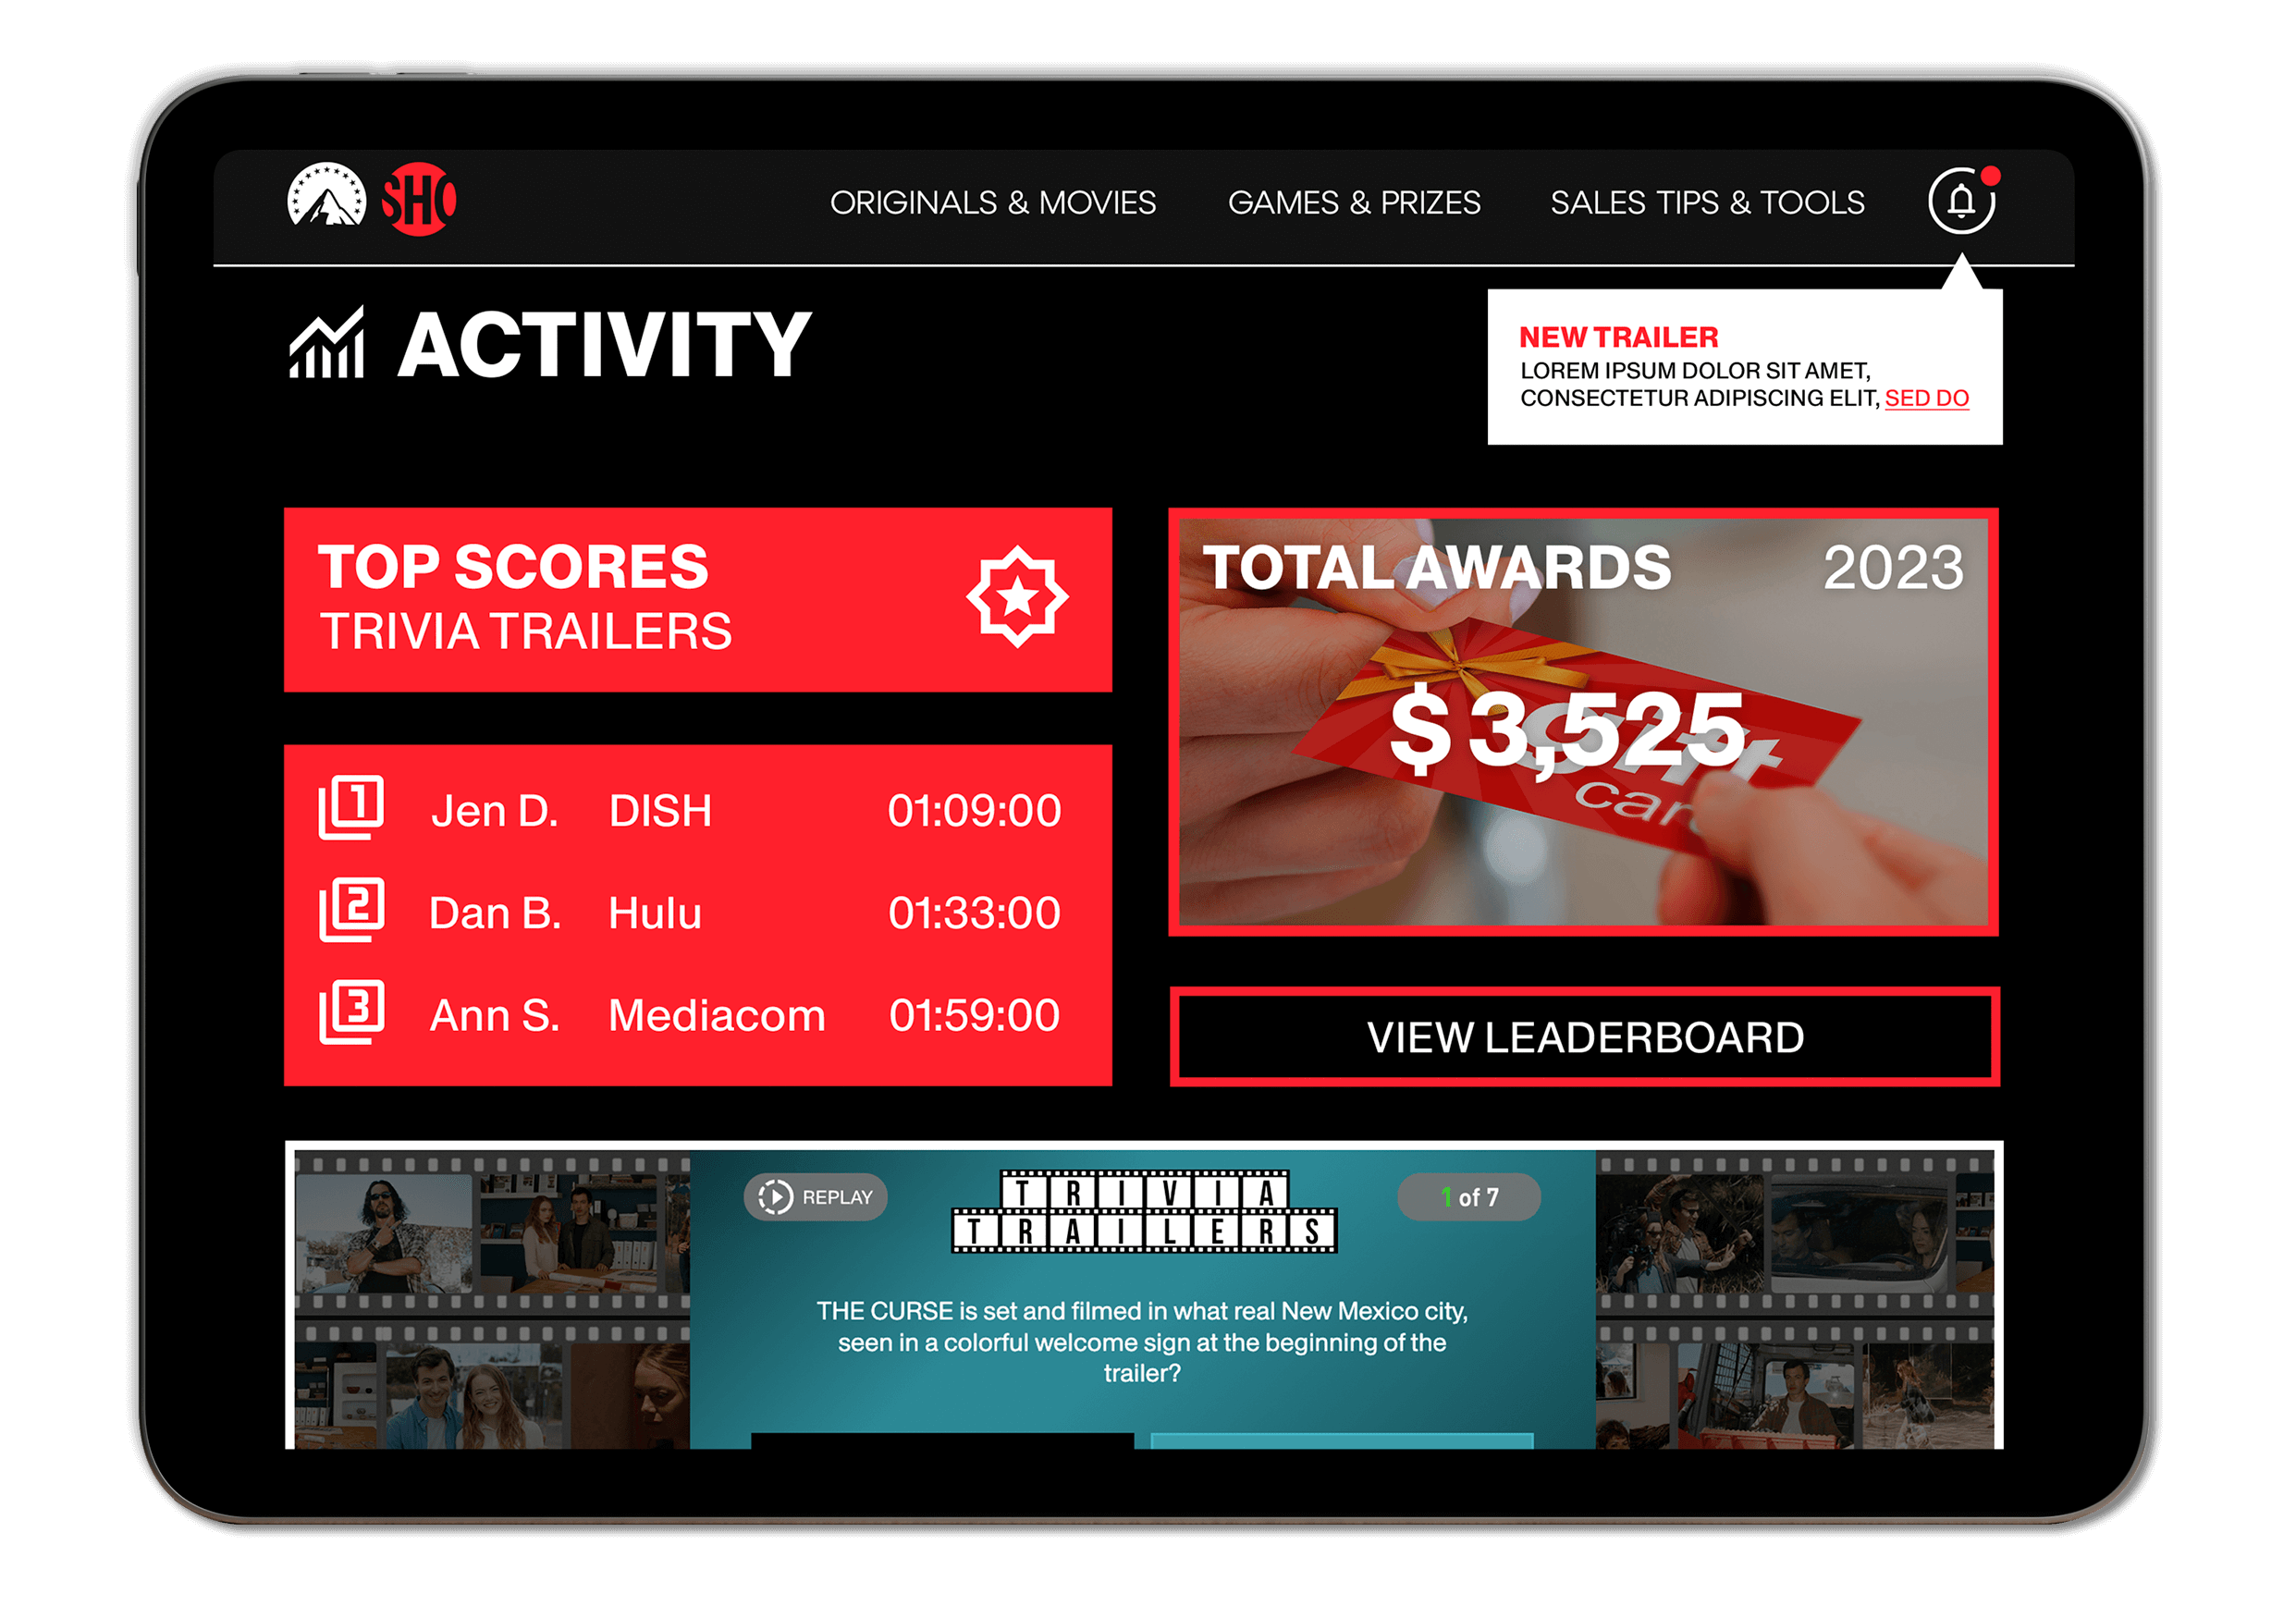 SHO
ORIGINALS & MOVIES
GAMES & PRIZES
SALES TIPS & TOOLS
ACTIVITY
NEW TRAILER
LOREM IPSUM DOLOR SIT AMET,
CONSECTETUR ADIPISCING ELIT, SED DO
TOP SCORES
TRIVIA TRAILERS
TOTAL AWARDS
2023
$ 3,525
gift
card
1 Jen D. DISH 01:09:00
2 Dan B. Hulu 01:33:00
3 Ann S. Mediacom 01:59:00
VIEW LEADERBOARD
REPLAY
TRIVIA
TRAILERS
1 of 7
THE CURSE is set and filmed in what real New Mexico city,
seen in a colorful welcome sign at the beginning of the
trailer?